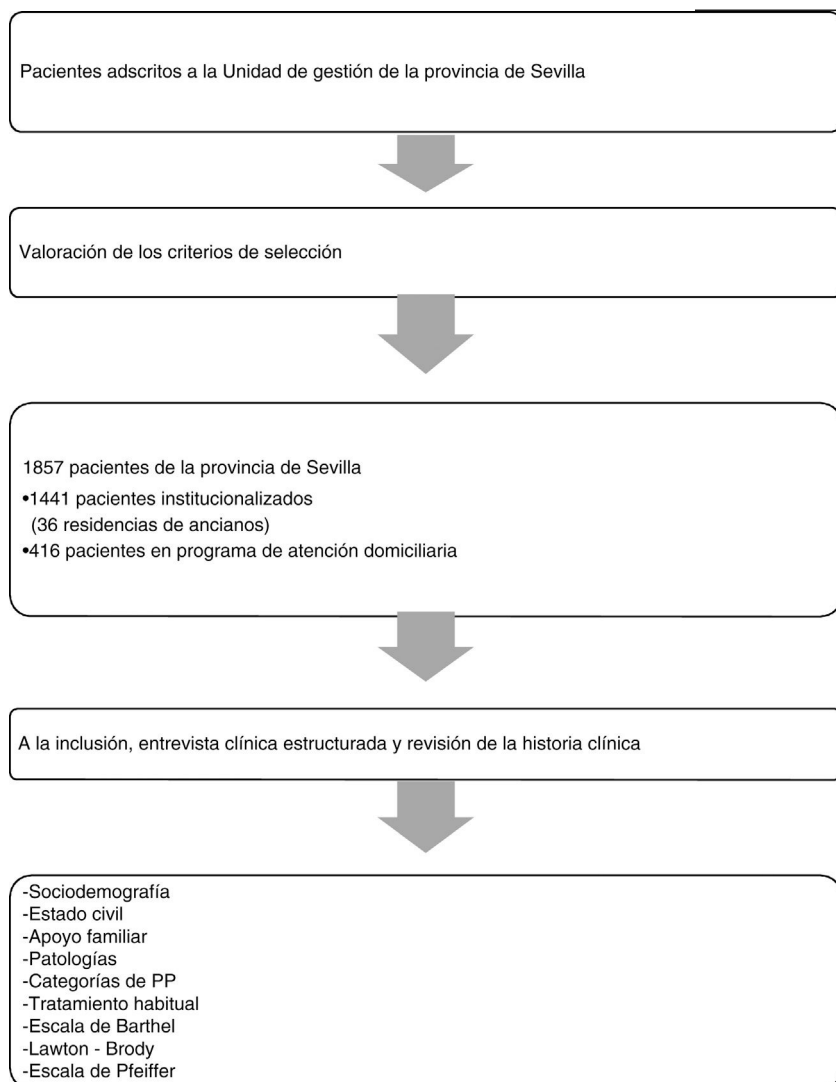 Pacientes adscritos a la Unidad de gestión de la provincia de Sevilla
Valoración de los criterios de selección
1857 pacientes de la provincia de Sevilla
•1441 pacientes institucionalizados
(36 residencias de ancianos)
•416 pacientes en programa de atención domiciliaria
A la inclusión, entrevista clínica estructurada y revisión de la historia clínica
-Sociodemografía
-Estado civil
-Apoyo familiar
-Patologías
-Categorías de PP
-Tratamiento habitual
-Escala de Barthel
-Lawton - Brody
-Escala de Pfeiffer